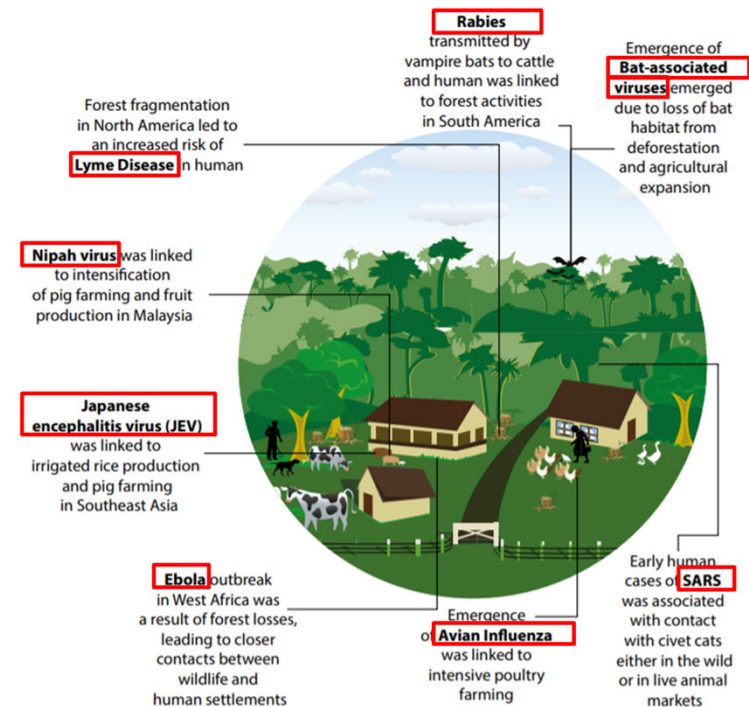 Rabies
transmitted by
vampire bats to cattle
and human was linked
to forest activities
in South America
Emergence of
Bat-associated
viruses emerged
due to loss of bat
habitat from
deforestation
and agricultural
expansion
Forest fragmentation
in North America led to
an increased risk of
Lyme Disease in human
Nipah virus was linked
to intensification
of pig farming and fruit
production in Malaysia
Japanese
encephalitis virus (JEV)
was linked to
irrigated rice production
and pig farming
in Southeast Asia
Ebola outbreak
in West Africa was
a result of forest losses,
leading to closer
contacts between
wildlife and
human settlements
Emergence
of Avian Influenza
was linked to
intensive poultry
farming
Early human
cases of SARS
was associated
with contact
with civet cats
either in the wild
or in live animal
markets